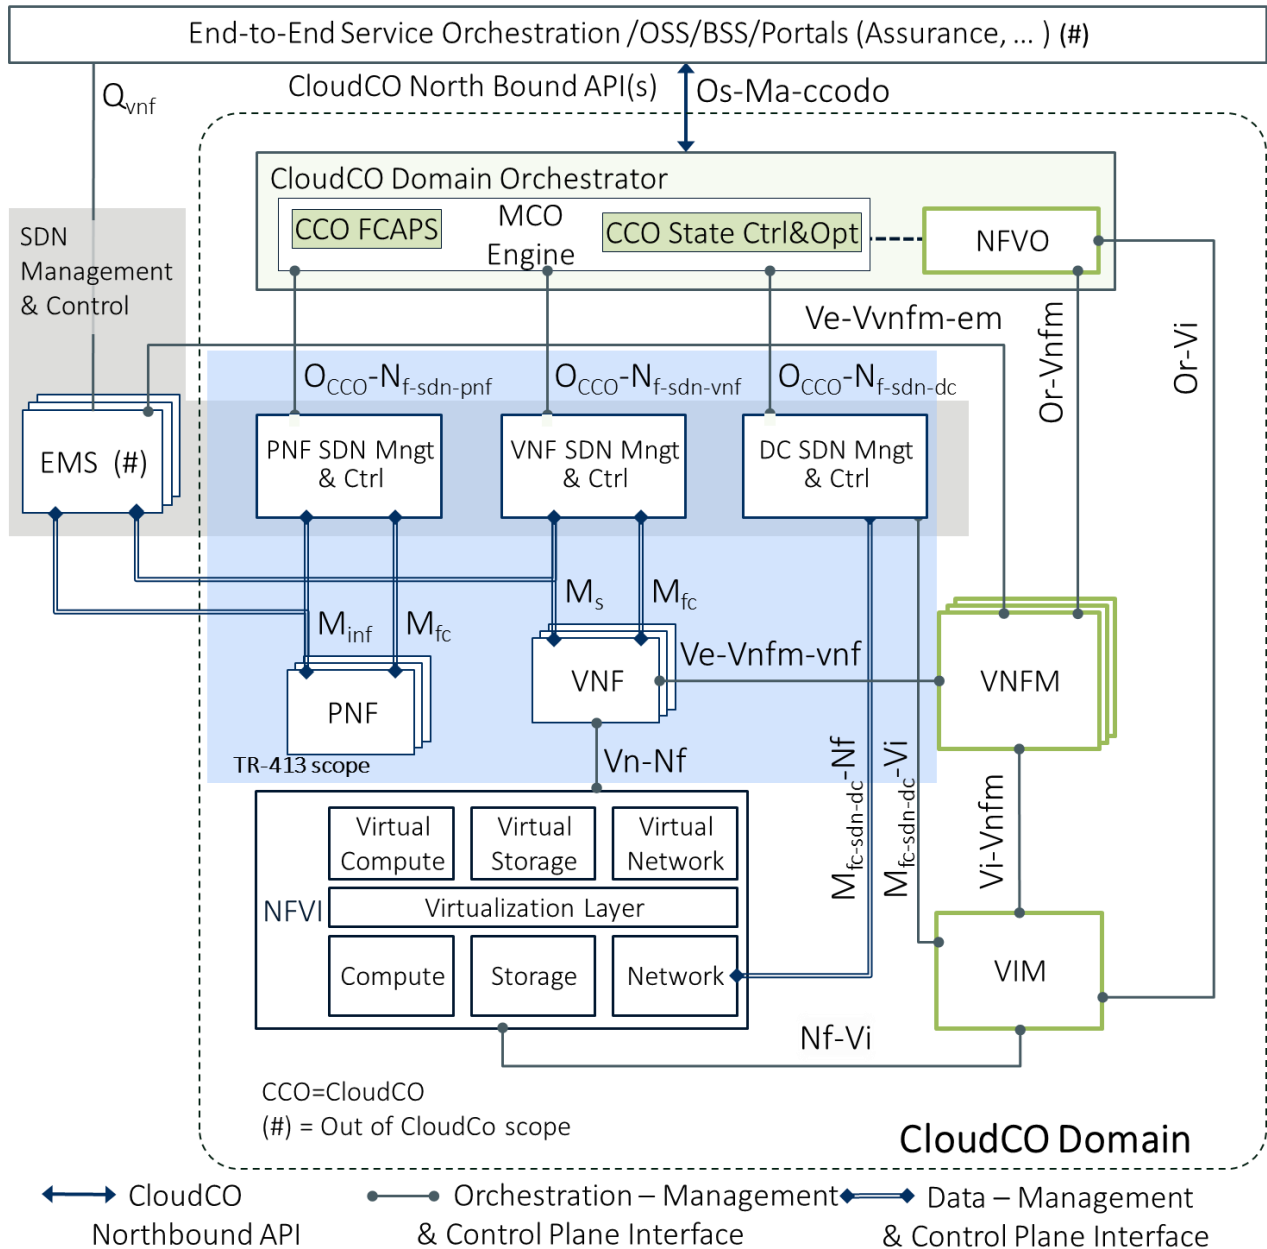 End-to-End Service Orchestration /OSS/BSS/Portals (Assurance, ... ) (#)
Qvnf
CloudCO North Bound API(s)
Os-Ma-ccodo
CloudCO Domain Orchestrator
CCO FCAPS
MCO
Engine
CCO State Ctrl&Opt
NFVO
SDN
Management
& Control
Ve-Vvnfm-em
Or-Vnfm
Or-Vi
OCCO-Nf-sdn-pnf
OCCO-Nf-sdn-vnf
OCCO-Nf-sdn-dc
EMS (#)
PNF SDN Mngt
& Ctrl
VNF SDN Mngt
& Ctrl
DC SDN Mngt
& Ctrl
Minf
Mfc
Ms
Mfc
PNF
VNF
Ve-Vnfm-vnf
VNFM
TR-413 scope
Vn-Nf
Mfc-sdn-dc-Nf
Mfc-sdn-dc-Vi
Vi-Vnfm
NFVI
Virtual
Compute
Virtual
Storage
Virtual
Network
Virtualization Layer
Compute
Storage
Network
VIM
Nf-Vi
CCO=CloudCO
(#) = Out of CloudCo scope
CloudCO Domain
CloudCO
Northbound API
Orchestration – Management
& Control Plane Interface
Data – Management
& Control Plane Interface